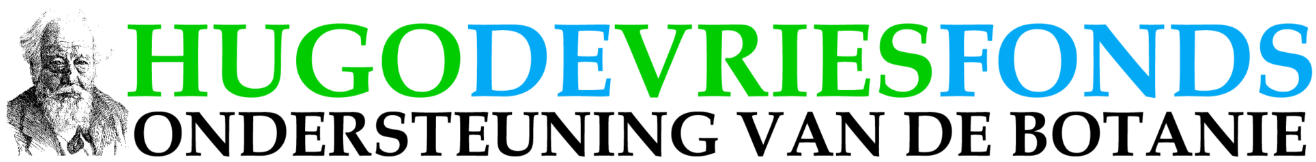 HUGODEVRIESFONDS
ONDERSTEUNING VAN DE BOTANIE